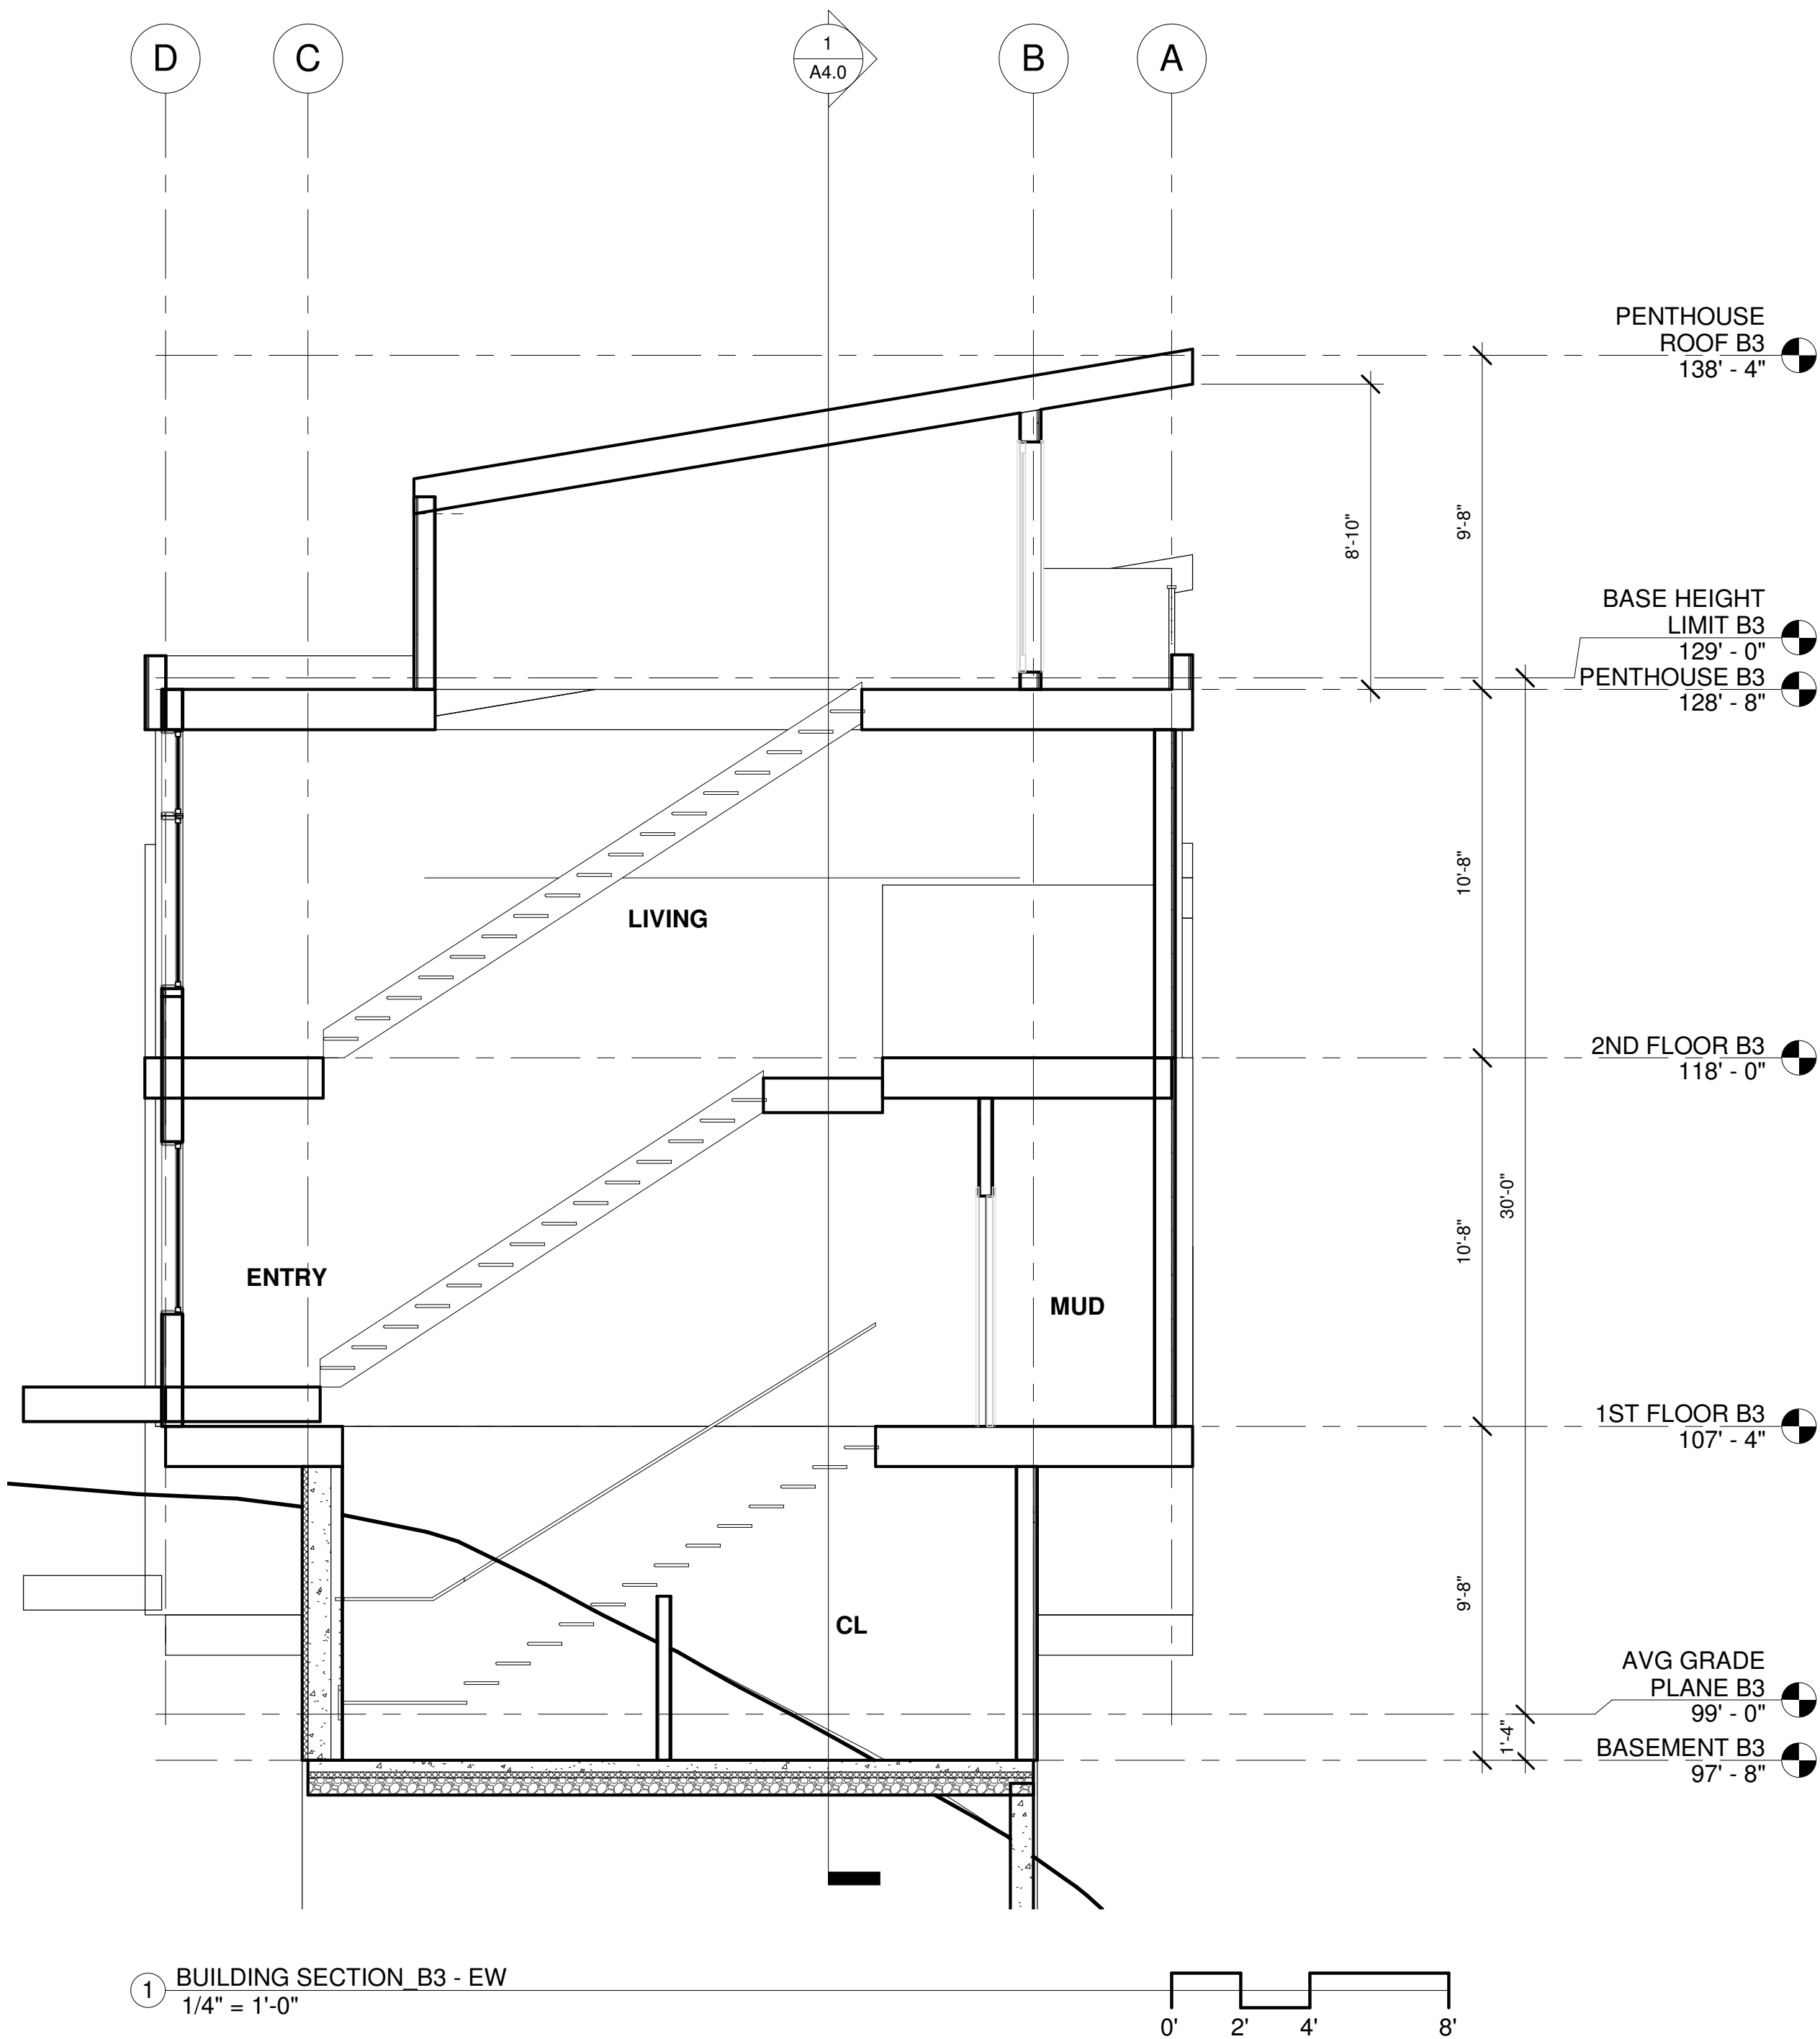 D
C
1
A4.0
B
A
PENTHOUSE
ROOF B3
138' - 4"
8'-10"
9'-8"
BASE HEIGHT
LIMIT B3
129' - 0"
PENTHOUSE B3
128' - 8"
10'-8"
LIVING
2ND FLOOR B3
118' - 0"
30'-0"
10'-8"
ENTRY
MUD
1ST FLOOR B3
107' - 4"
9'-8"
CL
AVG GRADE
PLANE B3
99' - 0"
1'-4"
BASEMENT B3
97' - 8"
1
BUILDING SECTION_B3 - EW
1/4" = 1'-0"
0' 2' 4' 8'